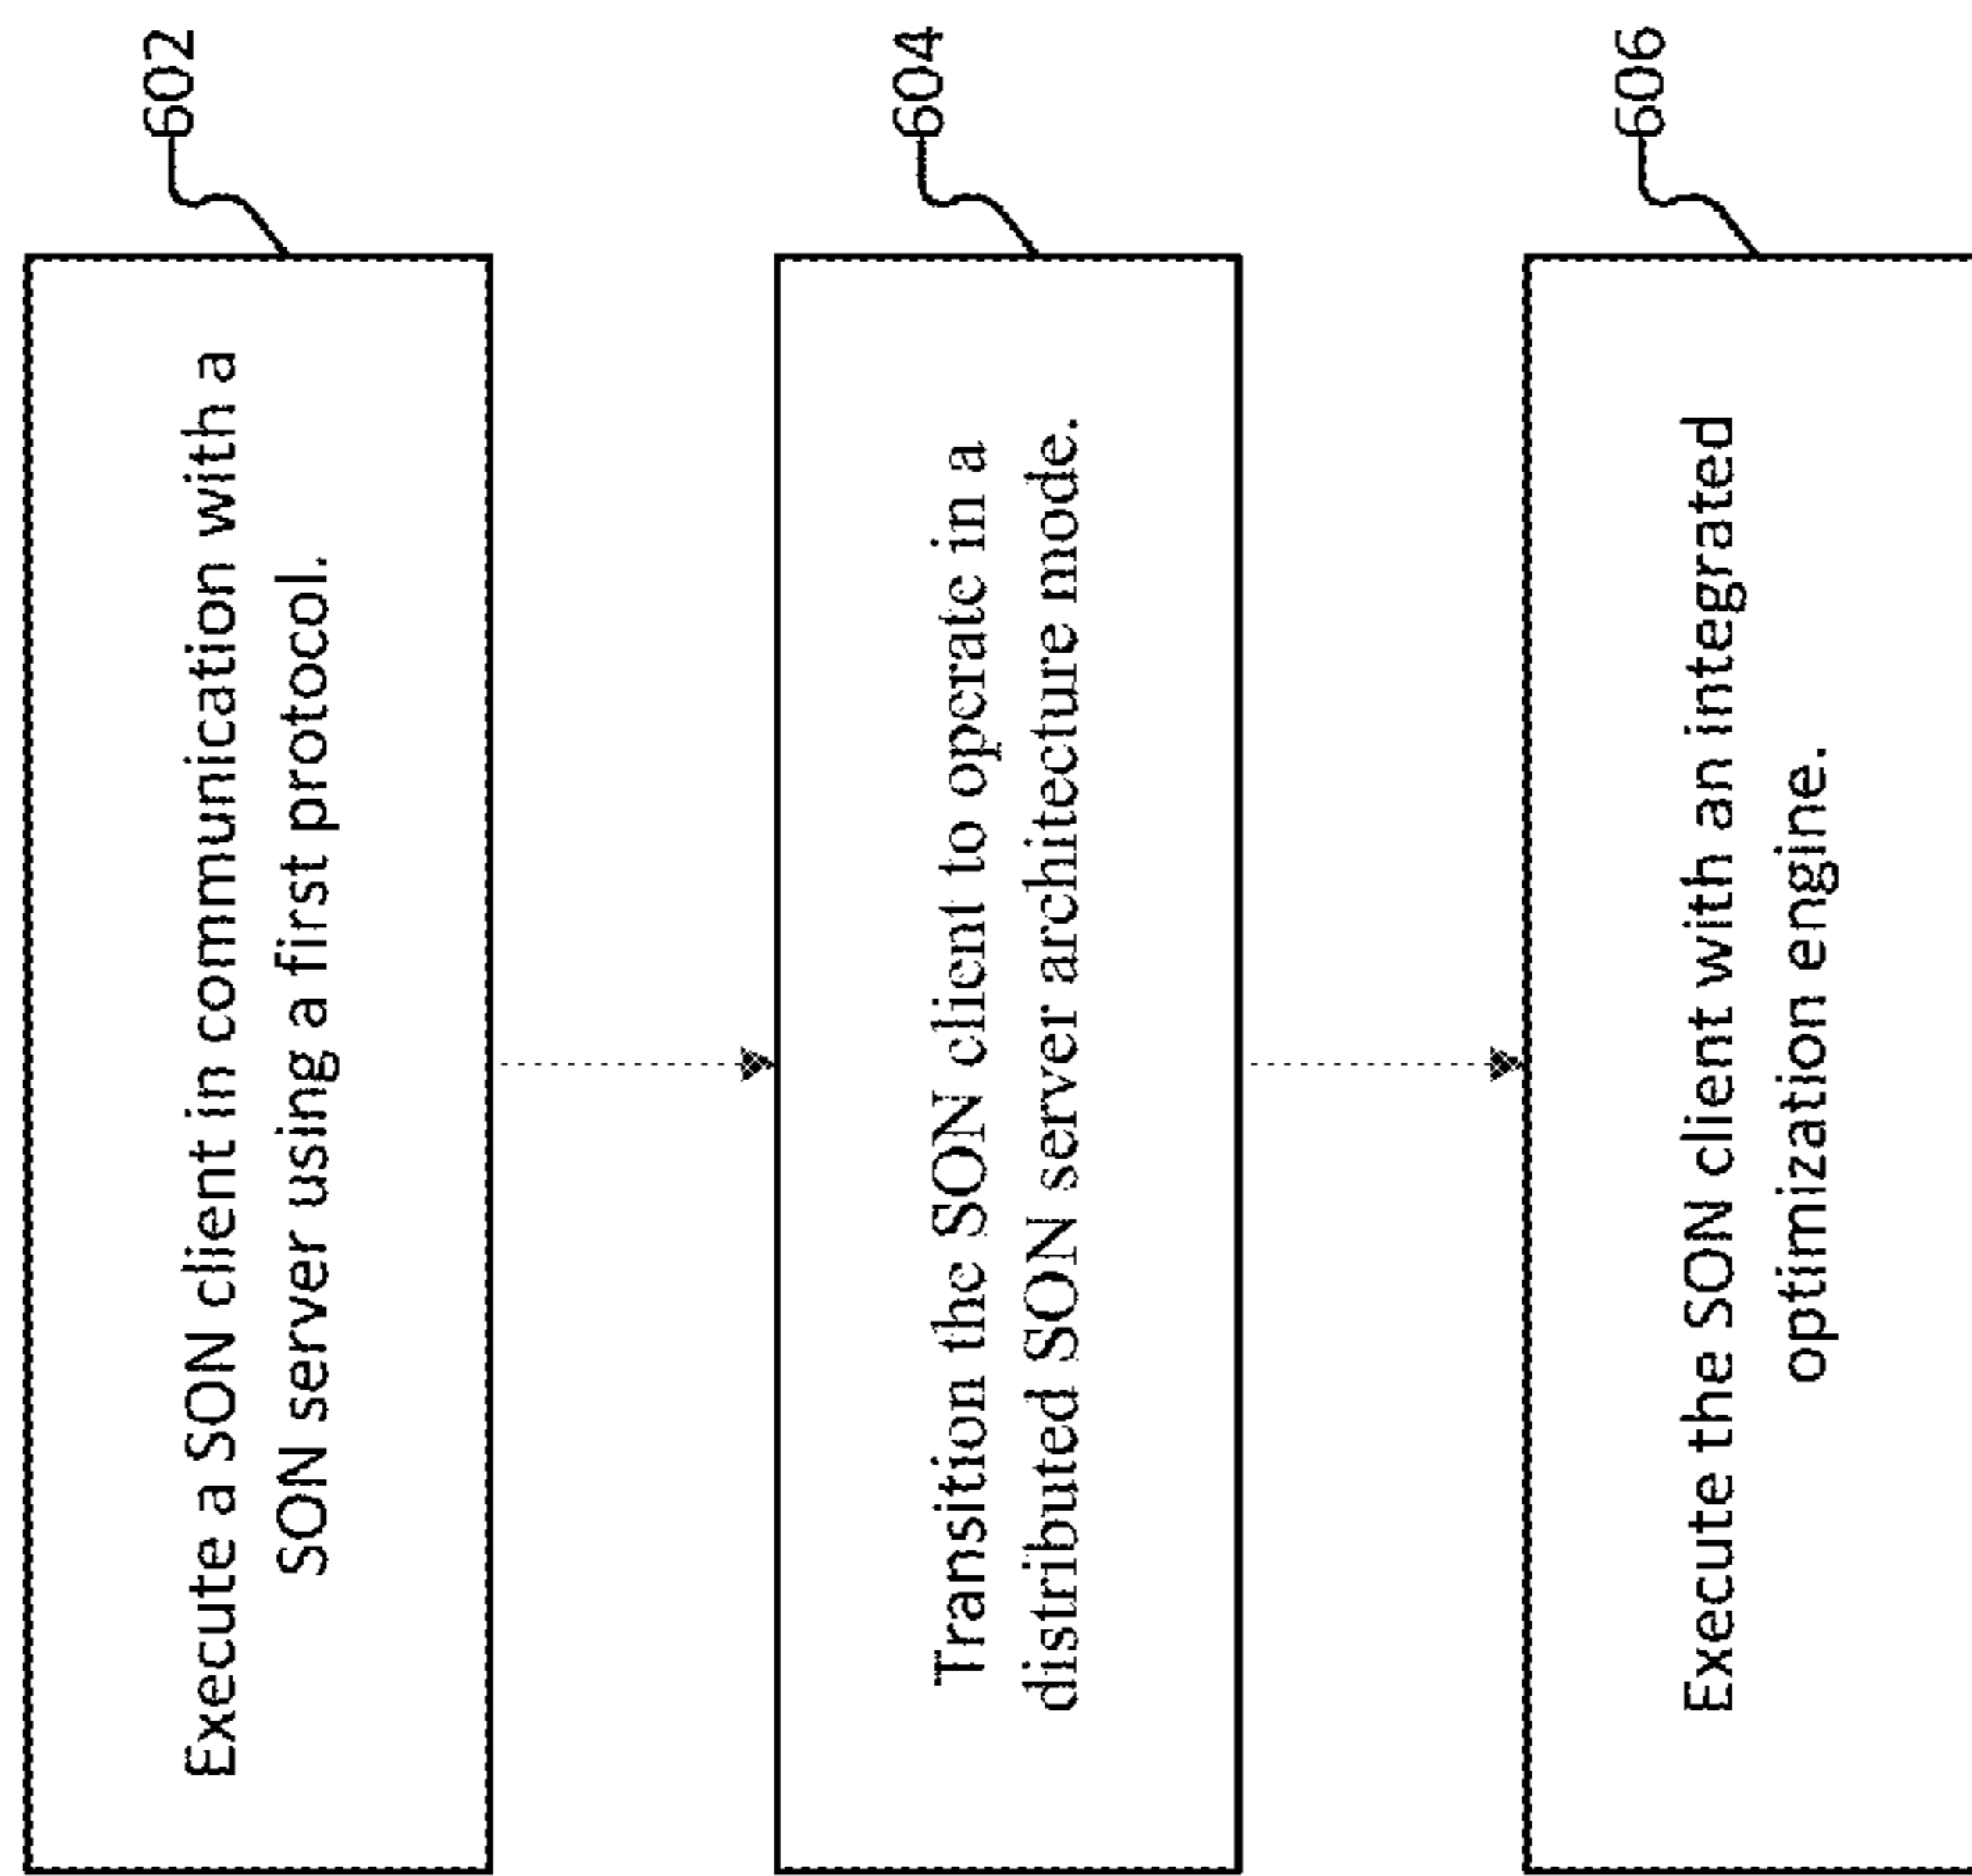 Execute a SON client in communication with a
SON server using a first protocol.
602
Transition the SON client to operate in a
distributed SON server architecture mode.
604
Execute the SON client with an integrated
optimization engine.
606